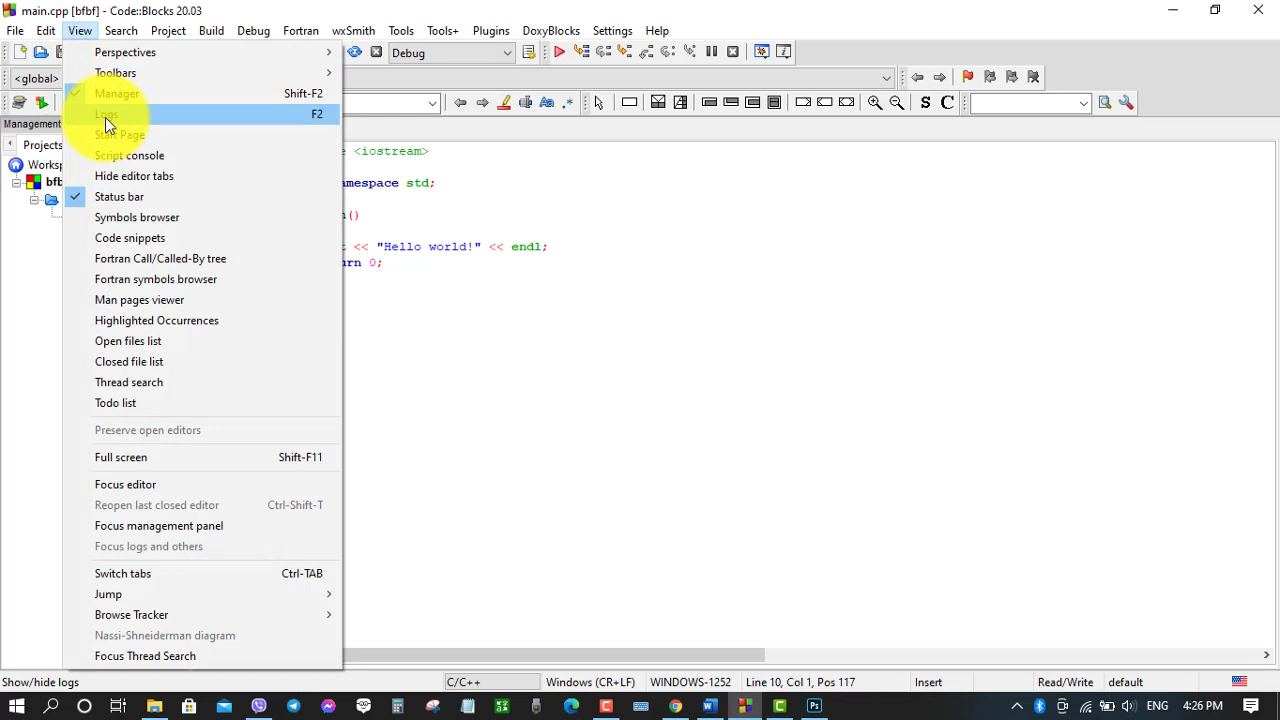 main.cpp [bfbf] - Code::Blocks 20.03
File Edit View Search Project Build Debug Fortran wxSmith Tools Tools+ Plugins DoxyBlocks Settings Help
Debug
<global>
Management
Projects
Worksp
bfb
Perspectives
Toolbars
Manager Shift-F2
Logs F2
Start Page
Script console
Hide editor tabs
Status bar
Symbols browser
Code snippets
Fortran Call/Called-By tree
Fortran symbols browser
Man pages viewer
Highlighted Occurrences
Open files list
Closed file list
Thread search
Todo list
Preserve open editors
Full screen Shift-F11
Focus editor
Reopen last closed editor Ctrl-Shift-T
Focus management panel
Focus logs and others
Switch tabs Ctrl-TAB
Jump
Browse Tracker
Nassi-Shneiderman diagram
Focus Thread Search
e <iostream>
amespace std;
n()
t << "Hello world!" << endl;
urn 0;
Show/hide logs C/C++ Windows (CR+LF) WINDOWS-1252 Line 10, Col 1, Pos 117 Insert Read/Write default
ENG 4:26 PM